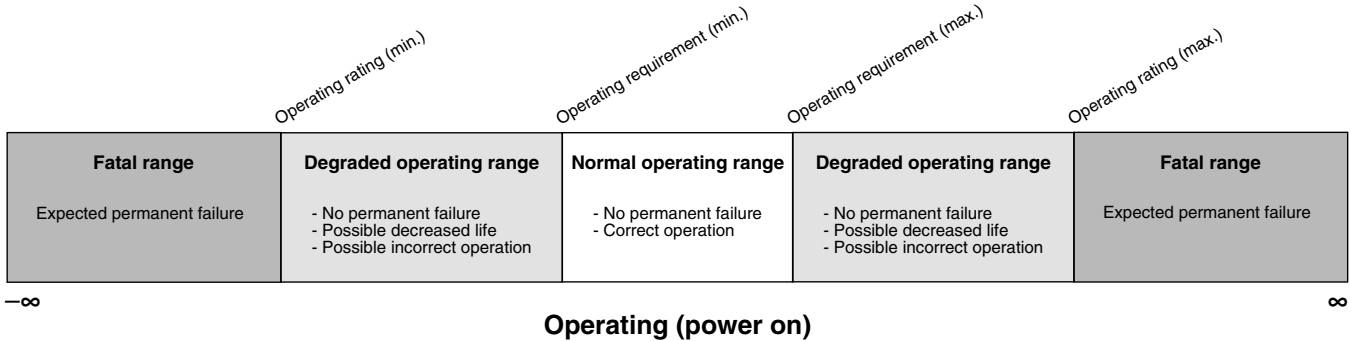 Operating rating (min.)
Operating requirement (min.)
Operating requirement (max.)
Operating rating (max.)
Fatal range
Expected permanent failure
Degraded operating range
- No permanent failure
- Possible decreased life
- Possible incorrect operation
Normal operating range
- No permanent failure
- Correct operation
Degraded operating range
- No permanent failure
- Possible decreased life
- Possible incorrect operation
Fatal range
Expected permanent failure
–∞
∞
Operating (power on)